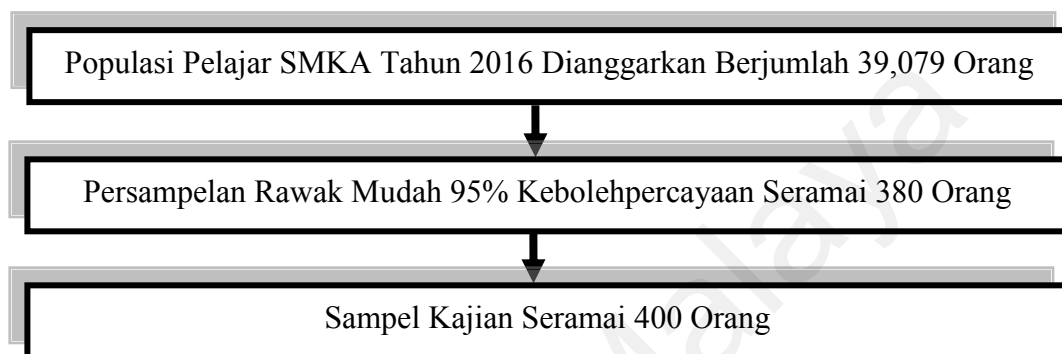 Populasi Pelajar SMKA Tahun 2016 Dianggarkan Berjumlah 39,079 Orang
Persampelan Rawak Mudah 95% Kebolehpercayaan Seramai 380 Orang
Sampel Kajian Seramai 400 Orang
Malaya